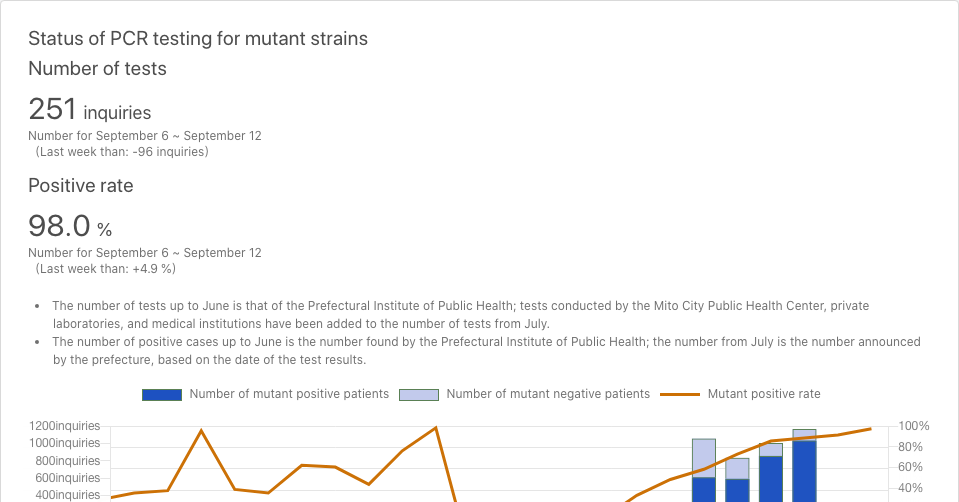 Status of PCR testing for mutant strains
Number of tests
251 inquiries
Number for September 6 ~ September 12
(Last week than: -96 inquiries)
Positive rate
98.0 %
Number for September 6 ~ September 12
(Last week than: +4.9 %)
• The number of tests up to June is that of the Prefectural Institute of Public Health; tests conducted by the Mito City Public Health Center, private
laboratories, and medical institutions have been added to the number of tests from July.
• The number of positive cases up to June is the number found by the Prefectural Institute of Public Health; the number from July is the number announced
by the prefecture, based on the date of the test results.
Number of mutant positive patients Number of mutant negative patients Mutant positive rate
1200inquiries 100%
1000inquiries 80%
800inquiries 60%
600inquiries 40%
400inquiries